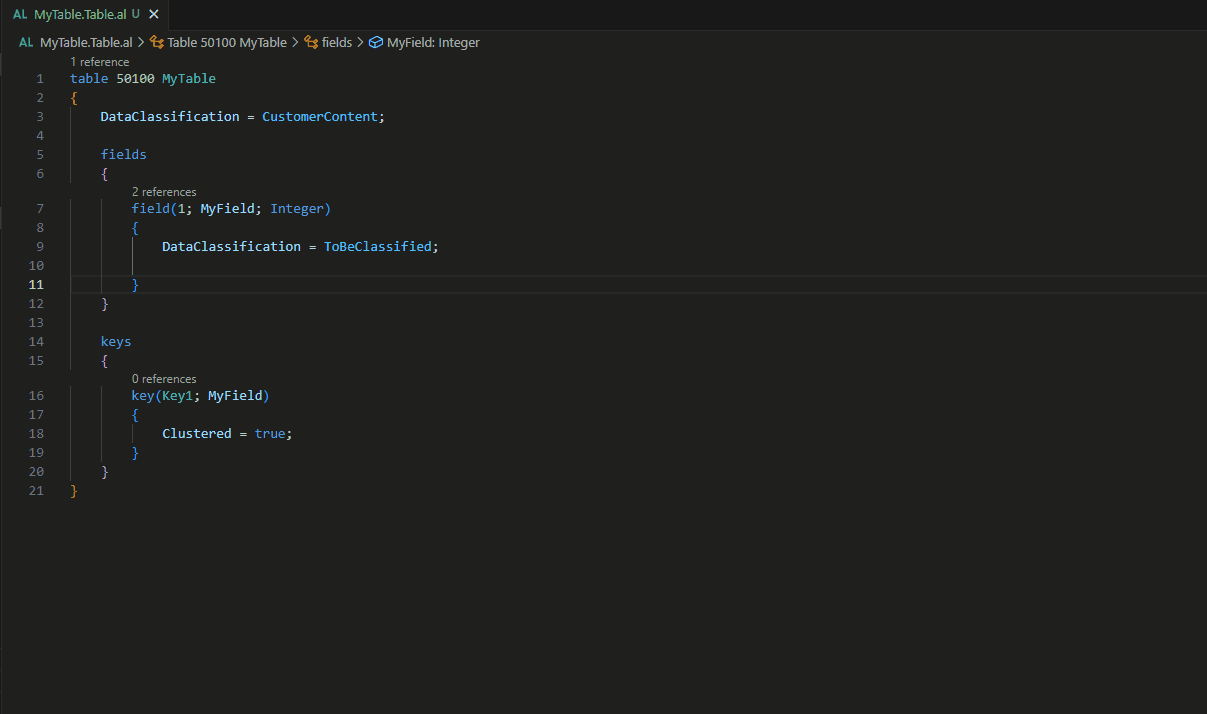 AL MyTable.Table.al U ×
AL MyTable.Table.al > Table 50100 MyTable > fields > MyField: Integer
1 reference
1 table 50100 MyTable
2 {
3     DataClassification = CustomerContent;
4
5     fields
6     {
2 references
7         field(1; MyField; Integer)
8         {
9             DataClassification = ToBeClassified;
10
11         }
12     }
13
14     keys
15     {
0 references
16         key(Key1; MyField)
17         {
18             Clustered = true;
19         }
20     }
21 }